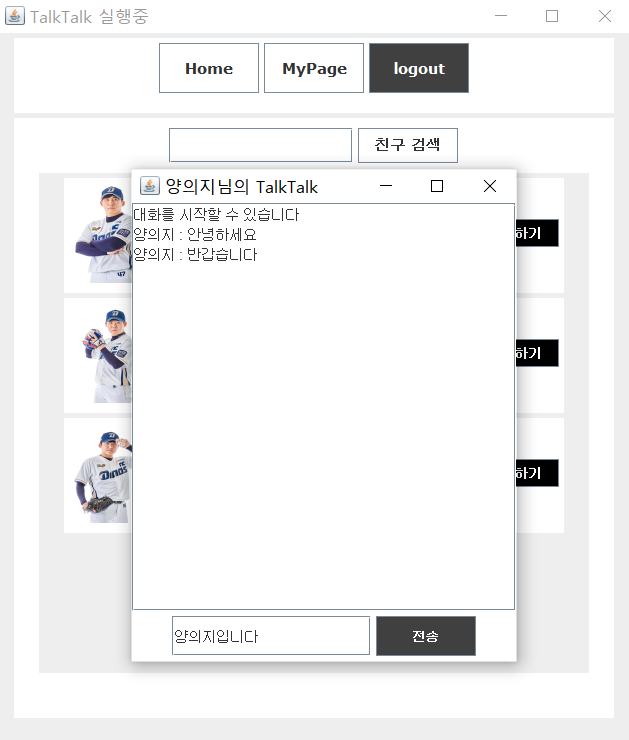 TalkTalk 실행중
Home
MyPage
logout
친구 검색
양의지님의 TalkTalk
대화를 시작할 수 있습니다
양의지 : 안녕하세요
양의지 : 반갑습니다
하기
하기
하기
47
Dinos
양의지입니다
전송